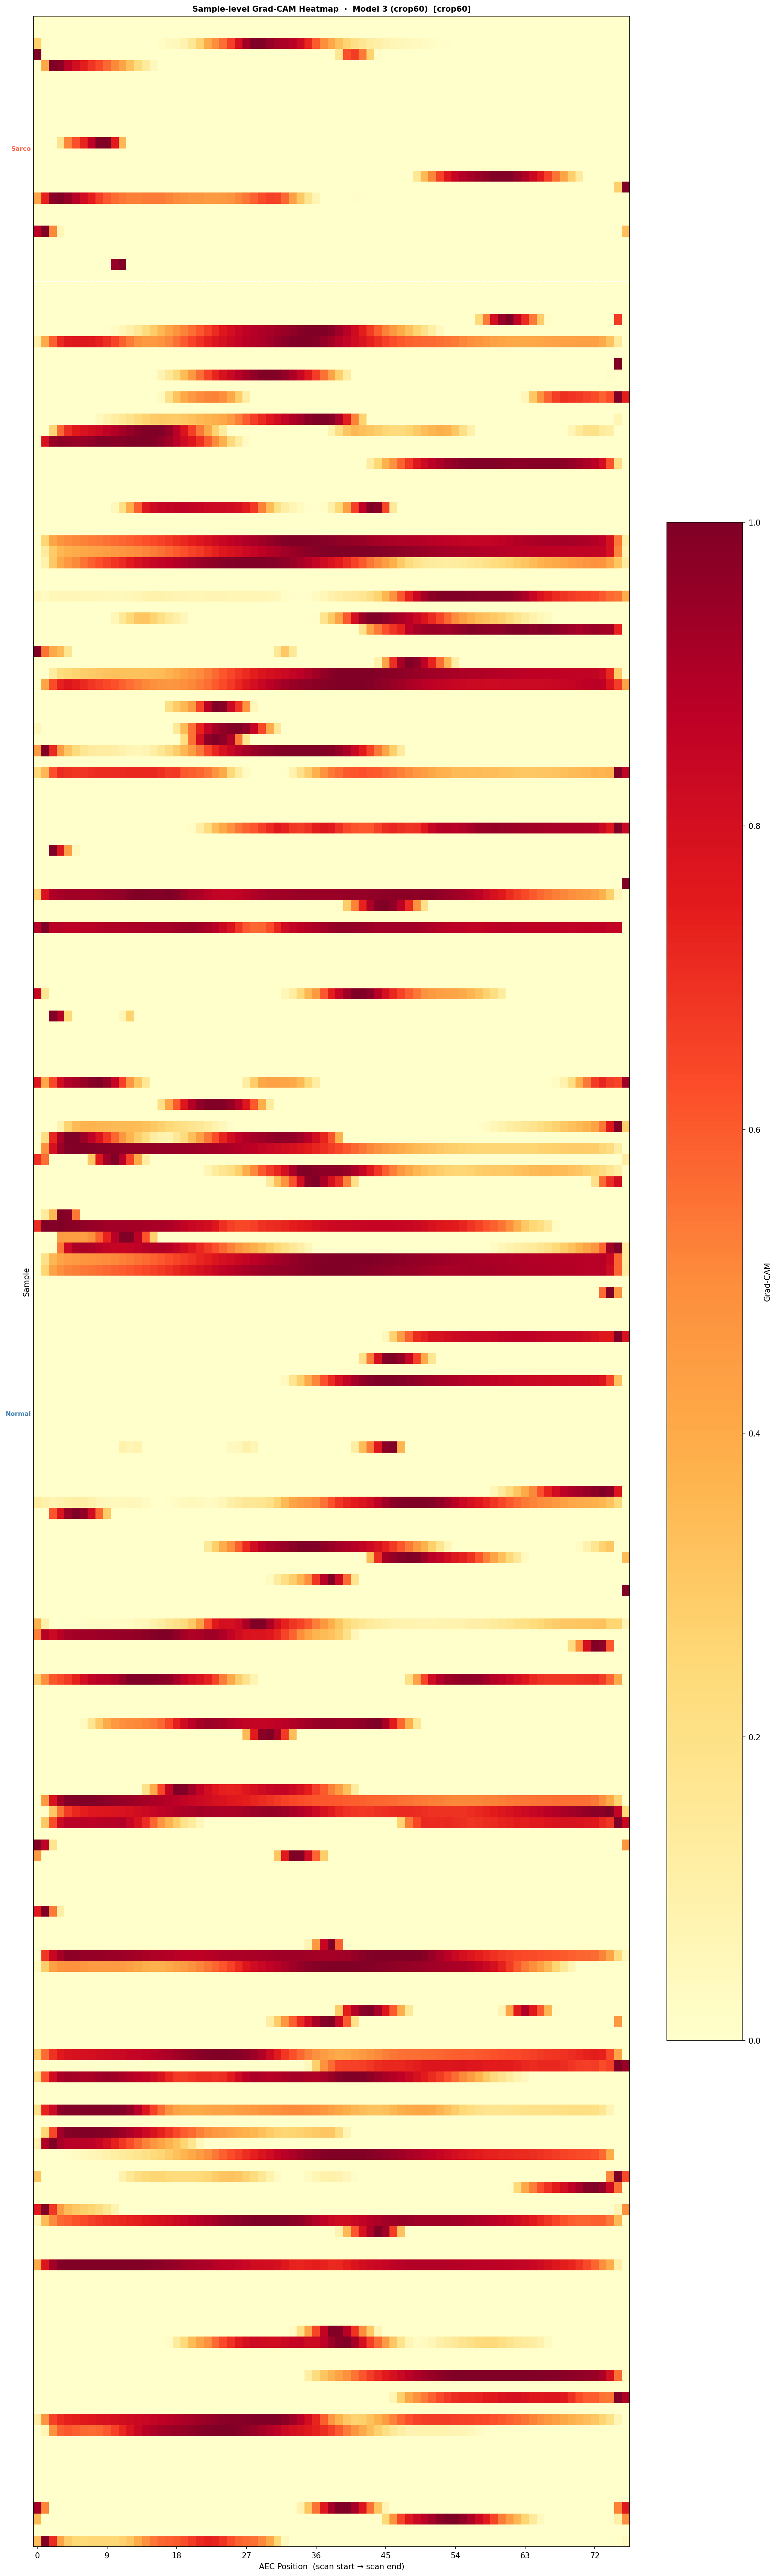 Sample-level Grad-CAM Heatmap · Model 3 (crop60) [crop60]
Sarco
1.0
0.8
0.6
Sample
Grad-CAM
Normal
0.4
0.2
0.0
0 9 18 27 36 45 54 63 72
AEC Position (scan start → scan end)